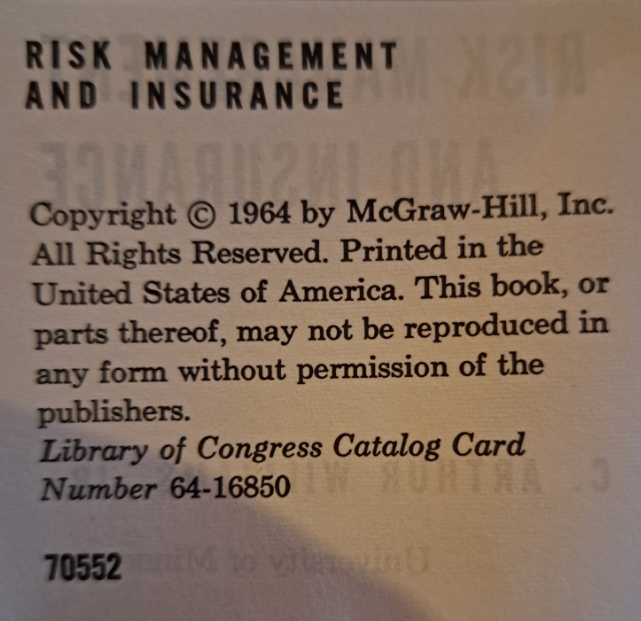 RISK MANAGEMENT
AND INSURANCE
Copyright © 1964 by McGraw-Hill, Inc.
All Rights Reserved. Printed in the
United States of America. This book, or
parts thereof, may not be reproduced in
any form without permission of the
publishers.
Library of Congress Catalog Card
Number 64-16850
70552